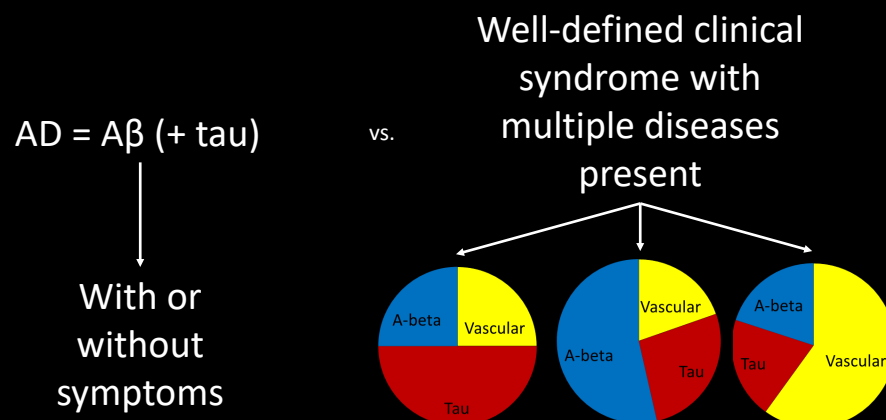 AD = Aβ (+ tau)
With or
without
symptoms
vs.
Well-defined clinical
syndrome with
multiple diseases
present
A-beta
Vascular
Tau
Vascular
A-beta
Tau
A-beta
Tau
Vascular